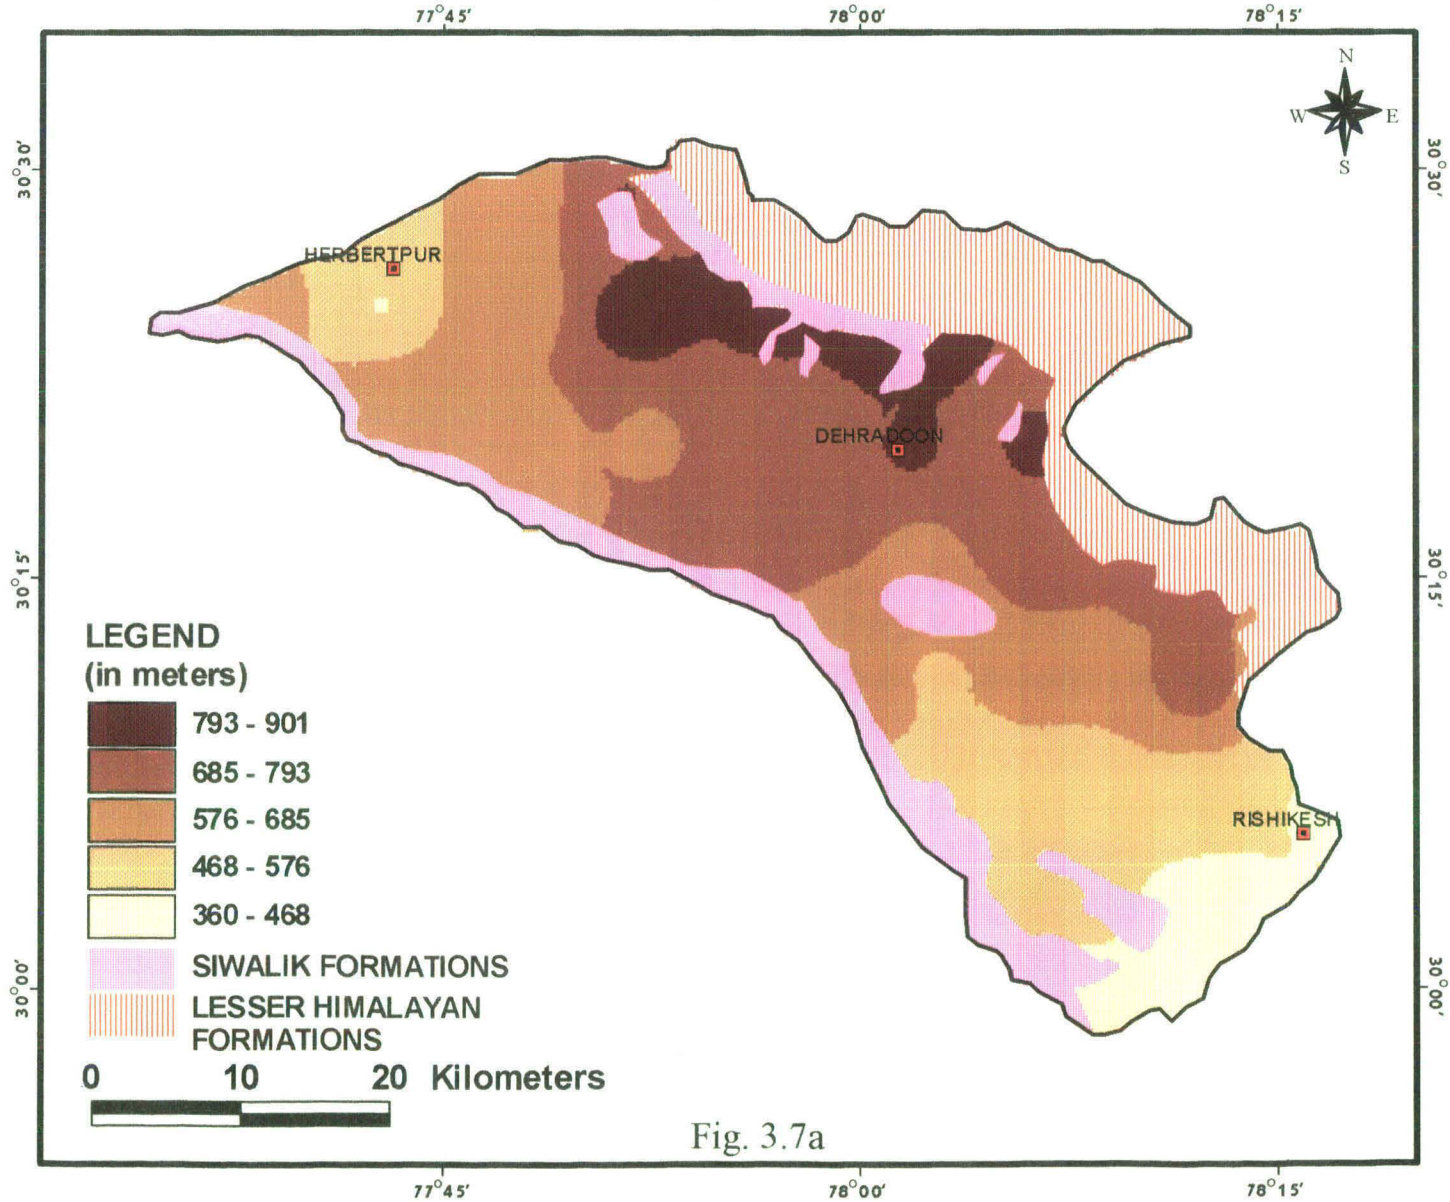 77°45′ 78°00′ 78°15′
N
W E
S
30°30′ 30°30′
HERBERTPUR
DEHRADOON
30°15′ 30°15′
LEGEND
(in meters)
793 - 901
685 - 793
576 - 685
RISHIKESH
468 - 576
360 - 468
SIWALIK FORMATIONS
30°00′ 30°00′
LESSER HIMALAYAN
FORMATIONS
0 10 20 Kilometers
Fig. 3.7a
77°45′ 78°00′ 78°15′